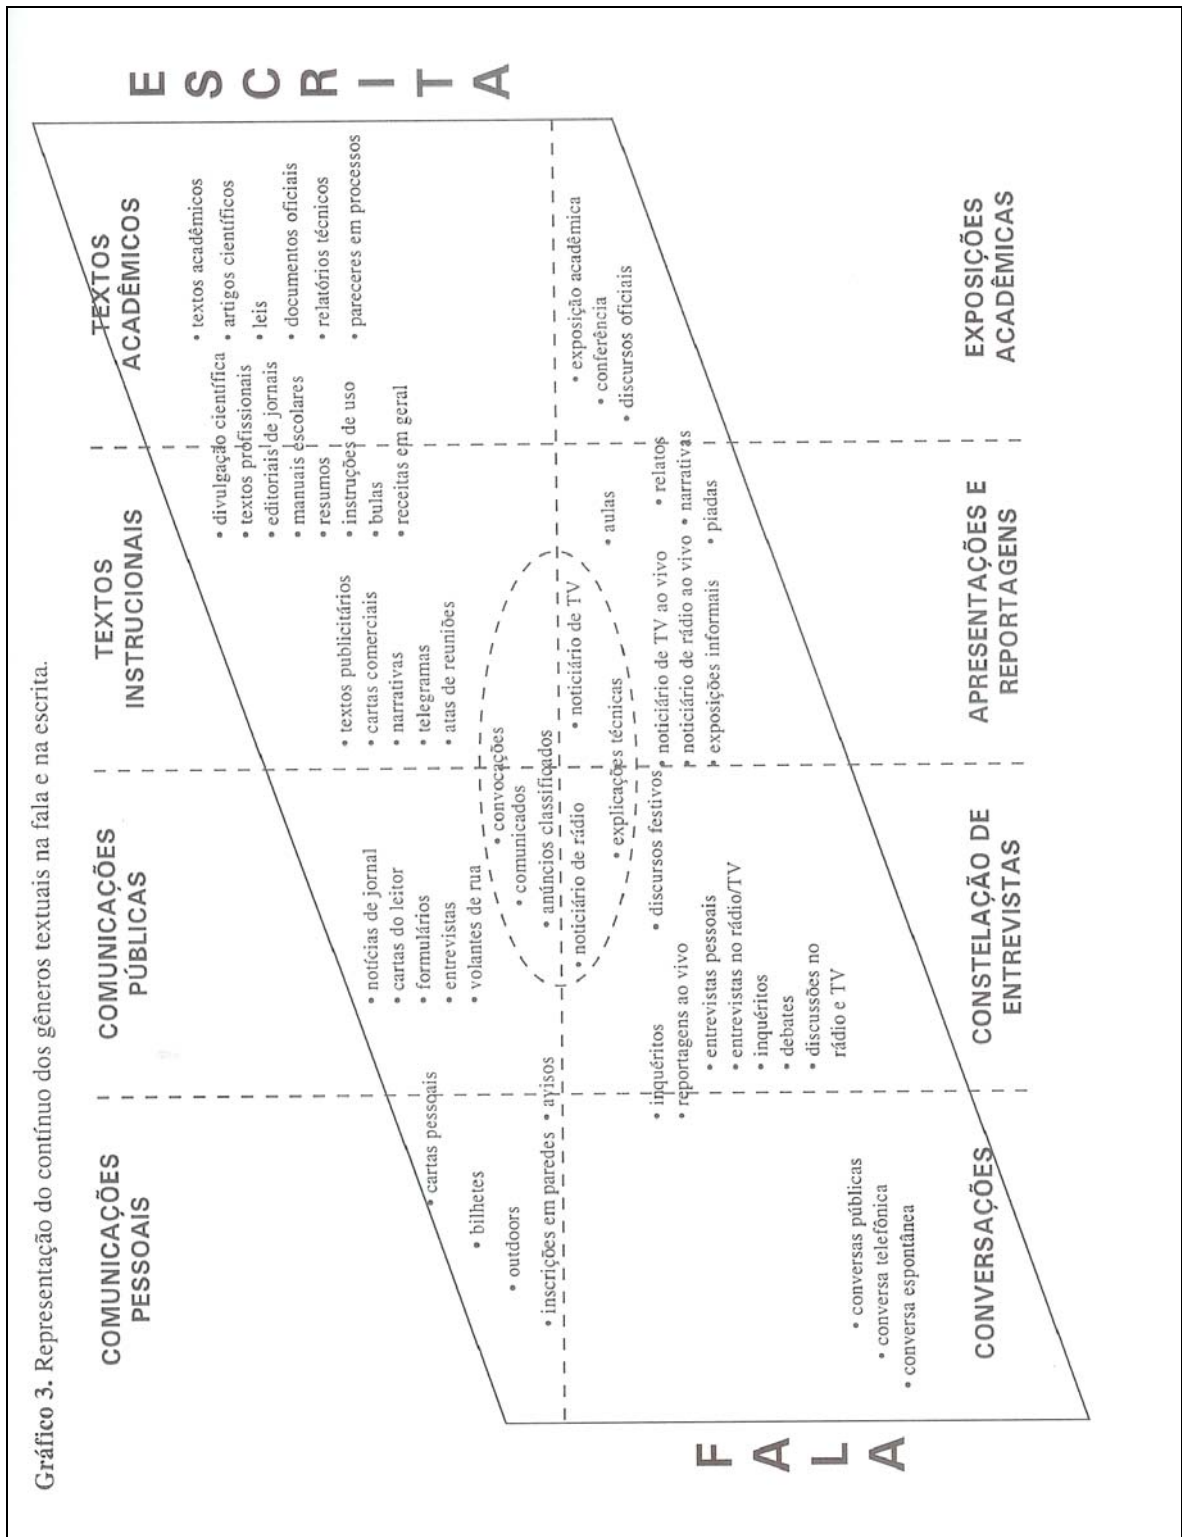 Gráfico 3. Representação do contínuo dos gêneros textuais na fala e na escrita.
COMUNICAÇÕES
PESSOAIS
COMUNICAÇÕES
PÚBLICAS
TEXTOS
INSTRUCIONAIS
TEXTOS
ACADÊMICOS
ESCRITA
• textos acadêmicos
• artigos científicos
• leis
• documentos oficiais
• relatórios técnicos
• pareceres em processos
• divulgação científica
• textos profissionais
• editoriais de jornais
• manuais escolares
• resumos
• instruções de uso
• bulas
• receitas em geral
• textos publicitários
• cartas comerciais
• narrativas
• telegramas
• atas de reuniões
• notícias de jornal
• cartas do leitor
• formulários
• entrevistas
• volantes de rua
• cartas pessoais
• bilhetes
• outdoors
• inscrições em paredes
• avisos
• convocações
• comunicados
• anúncios classificados
• noticiário de rádio
• noticiário de TV
• explicações técnicas
• exposição acadêmica
• conferência
• discursos oficiais
• aulas
• relatos
• narrativas
• piadas
• noticiário de TV ao vivo
• noticiário de rádio ao vivo
• exposições informais
• discursos festivos
• inquéritos
• reportagens ao vivo
• entrevistas pessoais
• entrevistas no rádio/TV
• inquéritos
• debates
• discussões no
rádio e TV
• conversas públicas
• conversa telefônica
• conversa espontânea
FALA
CONVERSAÇÕES
CONSTELAÇÃO DE
ENTREVISTAS
APRESENTAÇÕES E
REPORTAGENS
EXPOSIÇÕES
ACADÊMICAS